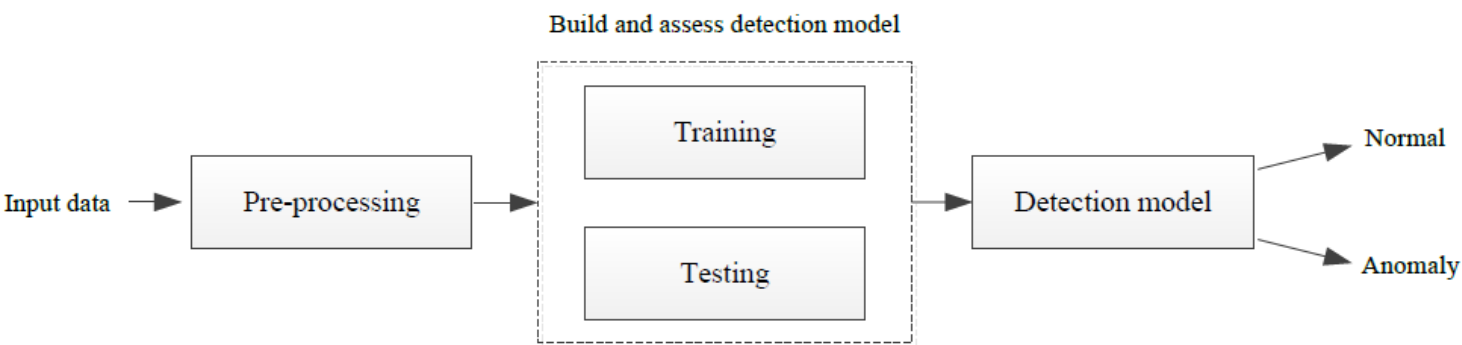 Build and assess detection model
Training
Normal
Input data
Pre-processing
Detection model
Testing
Anomaly